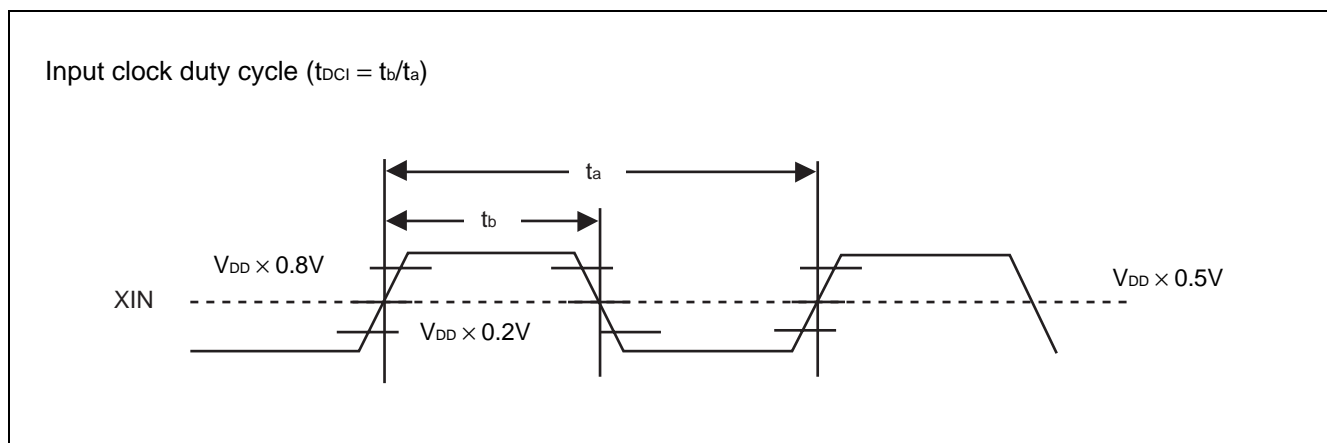 Input clock duty cycle (tDCI = tb/ta)
ta
tb
VDD × 0.8V
VDD × 0.5V
XIN
VDD × 0.2V